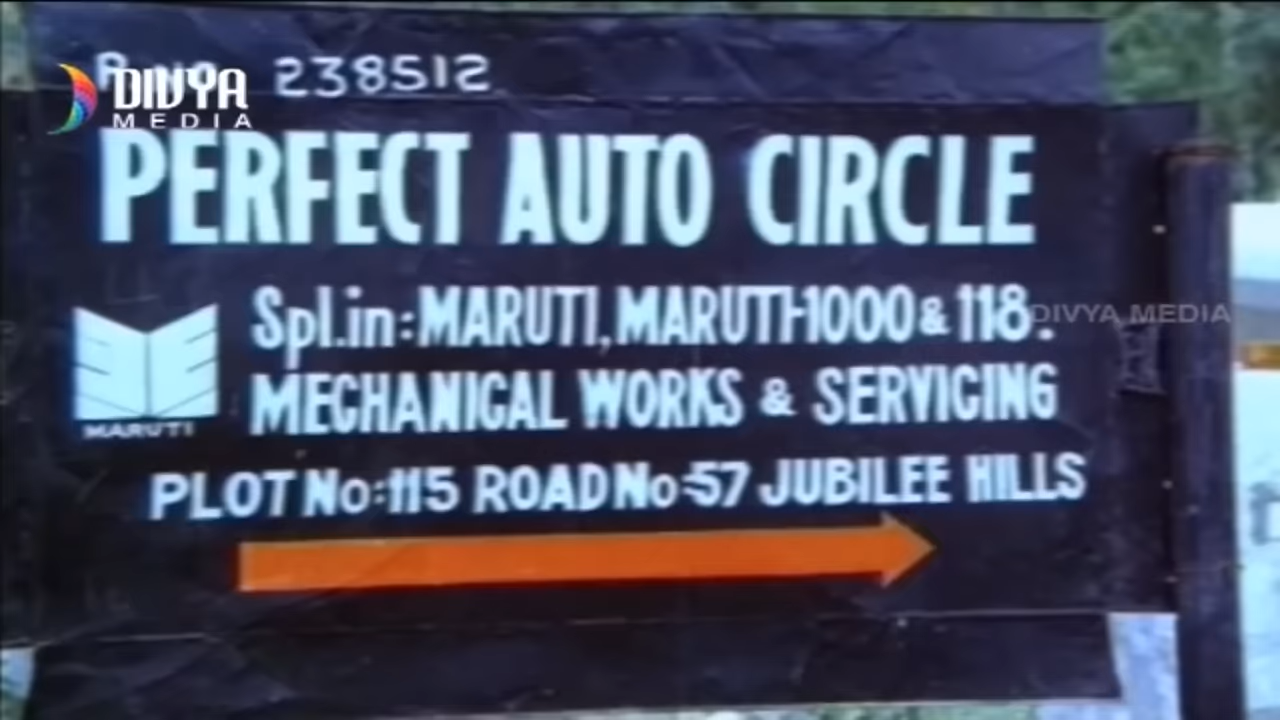 238512
DIVYA
MEDIA
PERFECT AUTO CIRCLE
Spl.in:MARUTI, MARUTI-1000 & 118.
DIVYA MEDIA
MECHANICAL WORKS & SERVICING
MARUTI
PLOT No:115 ROAD No:57 JUBILEE HILLS